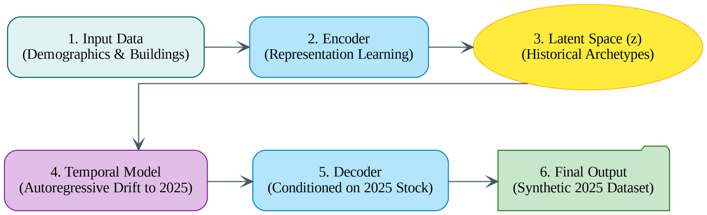 1. Input Data
(Demographics & Buildings)
2. Encoder
(Representation Learning)
3. Latent Space (z)
(Historical Archetypes)
4. Temporal Model
(Autoregressive Drift to 2025)
5. Decoder
(Conditioned on 2025 Stock)
6. Final Output
(Synthetic 2025 Dataset)